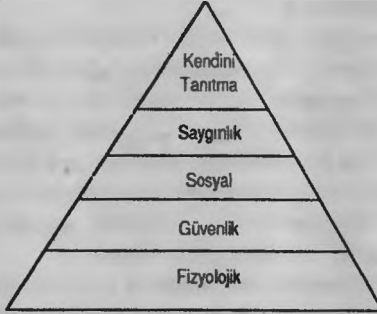 Kendini
Tanıtma
Saygınlık
Sosyal
Güvenlik
Fizyolojik